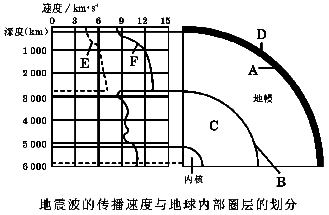 速度/km·s⁻¹
0 3 6 9 12 15
深度(km)
D
1 000
E F A
2 000
地幔
3 000
4 000
C
5 000
内核
6 000
B
地震波的传播速度与地球内部圈层的划分